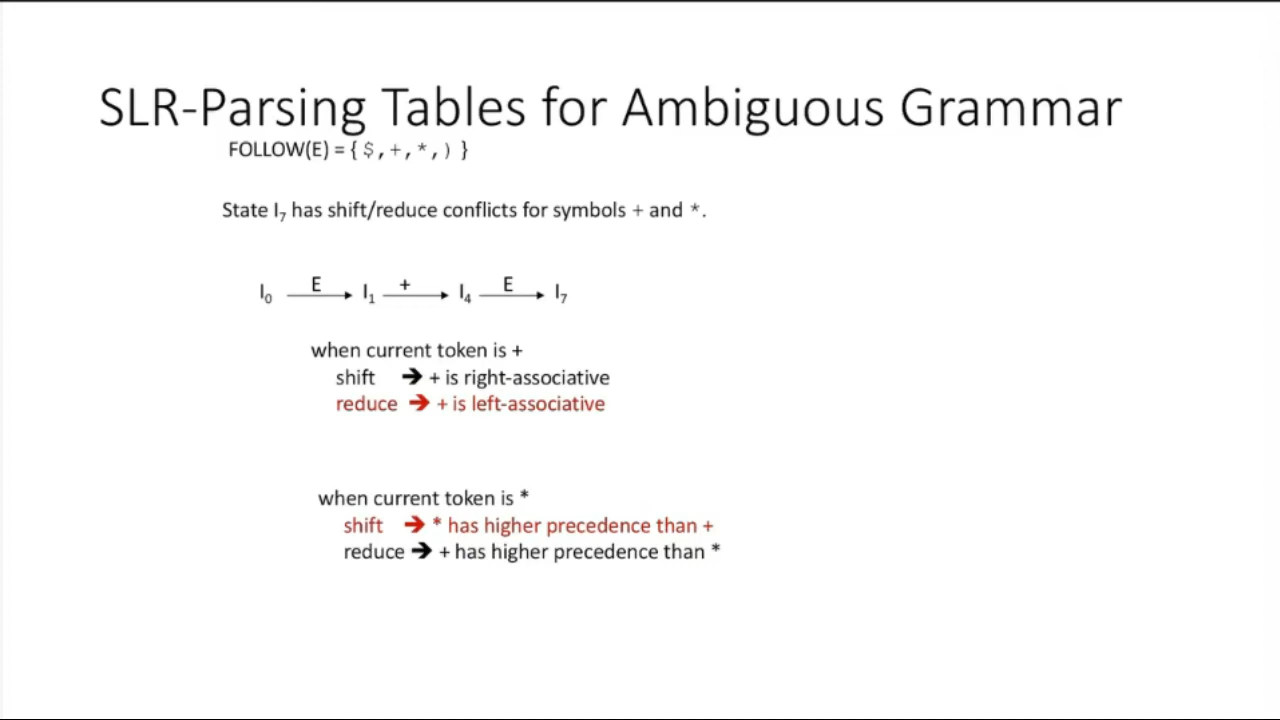 SLR-Parsing Tables for Ambiguous Grammar
FOLLOW(E) = { $, +, *, ) }
State I₇ has shift/reduce conflicts for symbols + and *.
I₀ E I₁ + I₄ E I₇
when current token is +
shift ➔ + is right-associative
reduce ➔ + is left-associative
when current token is *
shift ➔ * has higher precedence than +
reduce ➔ + has higher precedence than *